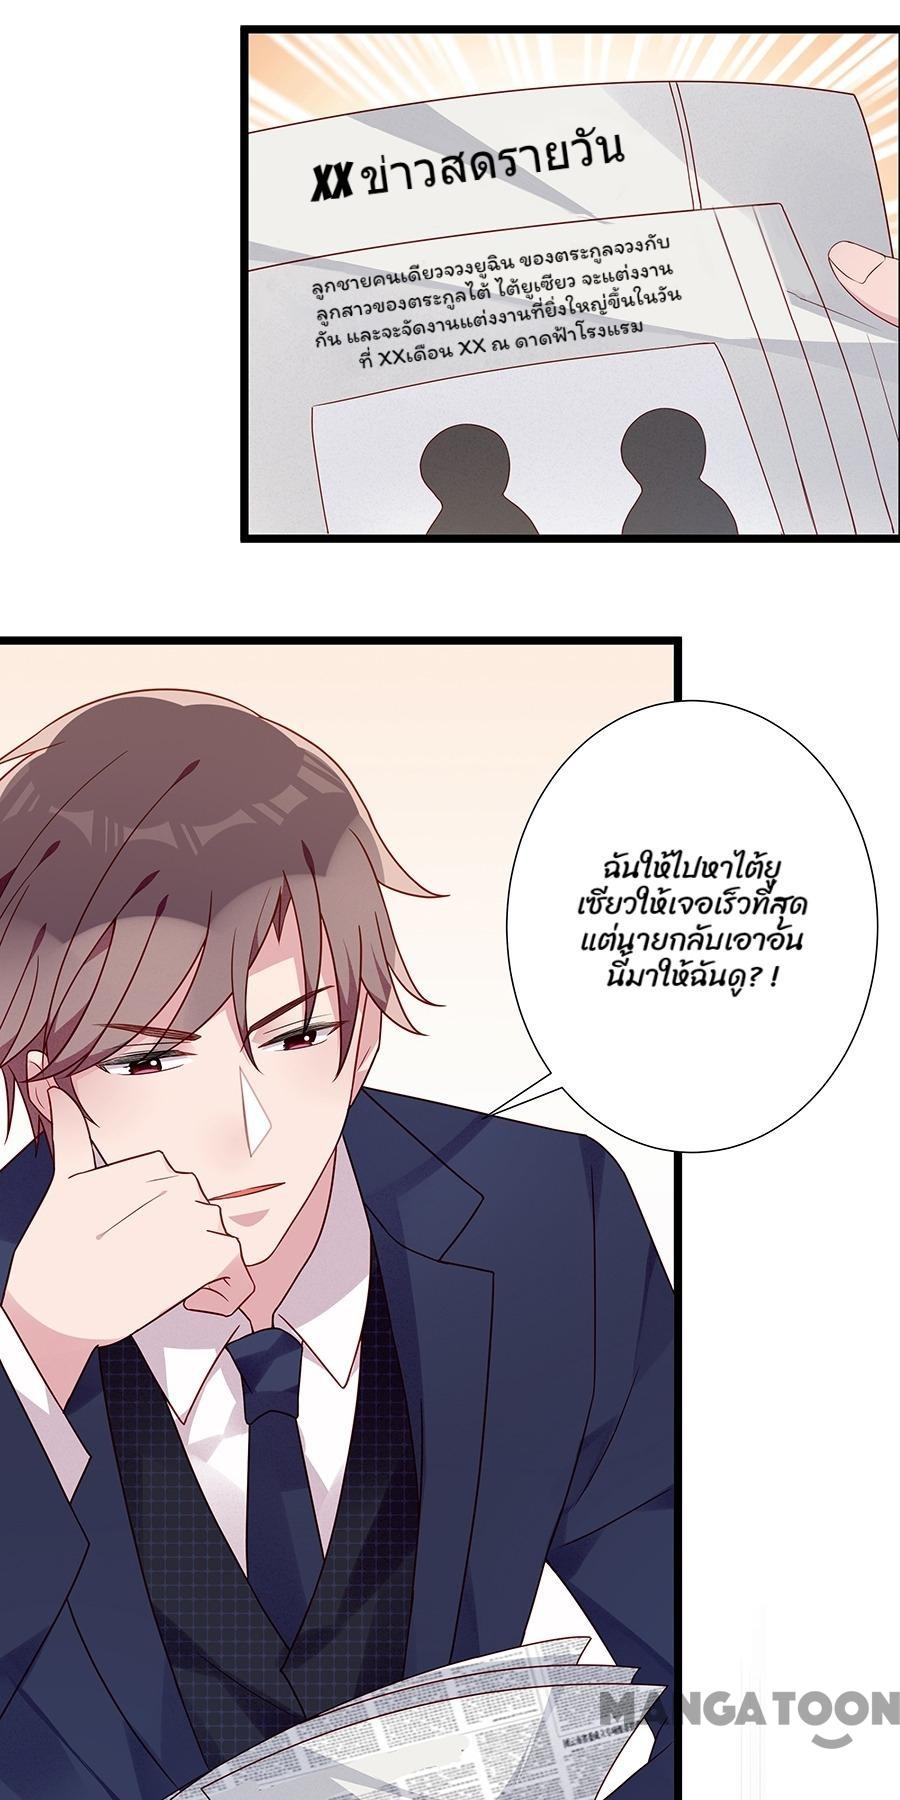 XX ข่าวสดรายวัน
ลูกชายคนเดียวจวงยูฉิน ของตระกูลจวงกับ
ลูกสาวของตระกูลไต้ ไต้ยูเซียว จะแต่งงาน
กัน และจะจัดงานแต่งงานที่ยิ่งใหญ่ขึ้นในวัน
ที่ XXเดือน XX ณ ดาดฟ้าโรงแรม
ฉันให้ไปหาไต้ยู
เซียวให้เจอเร็วที่สุด
แต่นายกลับเอาอัน
นี้มาให้ฉันดู?!
MANGATOON